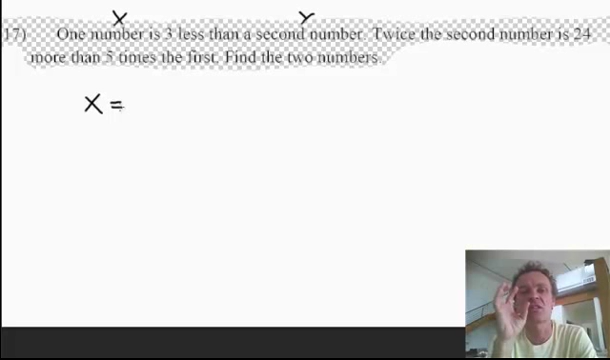 X Y
17) One number is 3 less than a second number. Twice the second number is 24
more than 5 times the first. Find the two numbers.
X =